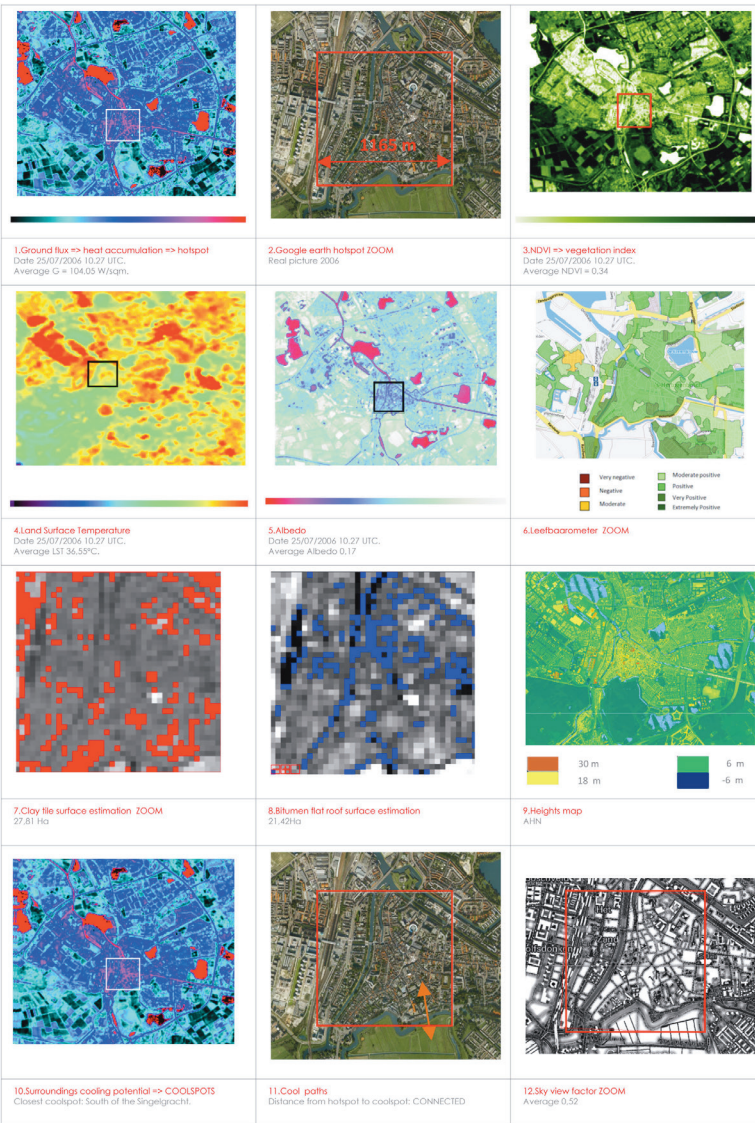 1165 m
1.Ground flux => heat accumulation => hotspot
Date 25/07/2006 10.27 UTC.
Average G = 104.05 W/sqm.
2.Google earth hotspot ZOOM
Real picture 2006
3.NDVI => vegetation index
Date 25/07/2006 10.27 UTC.
Average NDVI = 0.34
Very negative
Negative
Moderate
Moderate positive
Positive
Very Positive
Extremely Positive
4.Land Surface Temperature
Date 25/07/2006 10.27 UTC.
Average LST 36,55ºC.
5.Albedo
Date 25/07/2006 10.27 UTC.
Average Albedo 0,17
6.Leefbaarometer ZOOM
30 m
18 m
6 m
-6 m
7.Clay tile surface estimation ZOOM
27,81 Ha
8.Bitumen flat roof surface estimation
21,42Ha
9.Heights map
AHN
Het
Zand
10.Surroundings cooling potential => COOLSPOTS
Closest coolspot: South of the Singelgracht.
11.Cool paths
Distance from hotspot to coolspot: CONNECTED
12.Sky view factor ZOOM
Average 0,52